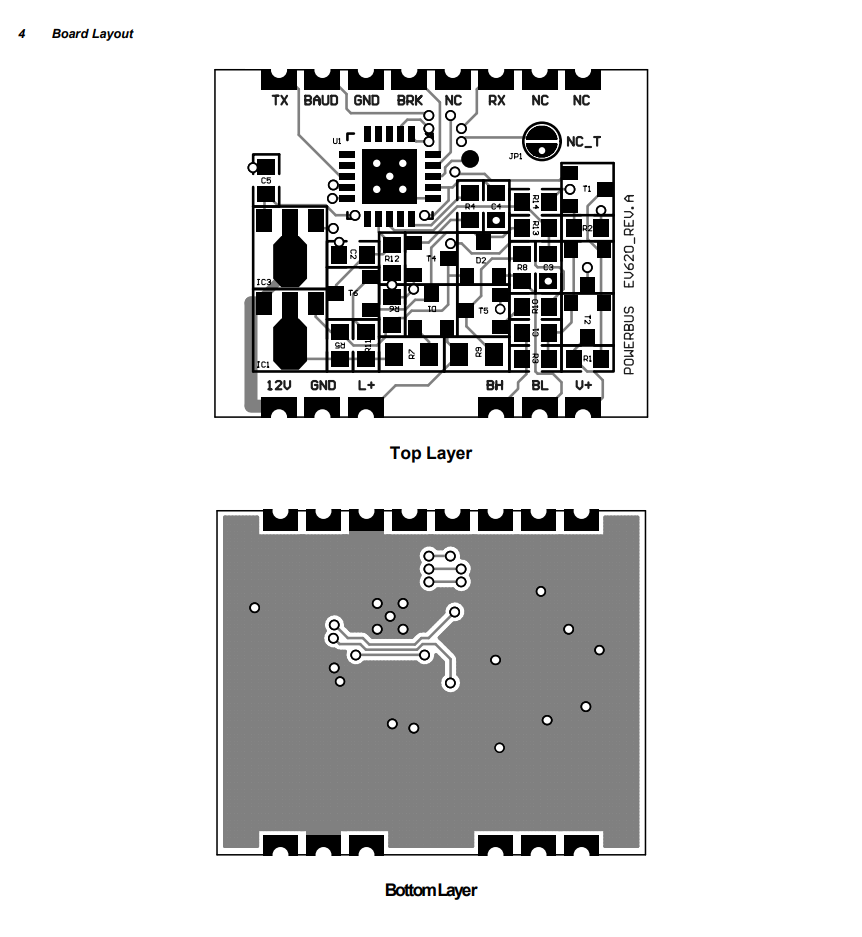 4 Board Layout
TX BAUD GND BRK NC RX NC NC
U1
NC_T
JP1
C5
T1
R14
R4 C4
R13
R2
EV620_REV.A
C2
R12
T4
D2
R8
C3
IC3
T6
R6
D1
T5
R10
T2
C1
R5
R11
R7
R9
R3
R1
IC1
POWERBUS
12V GND L+ BH BL V+
Top Layer
Bottom Layer